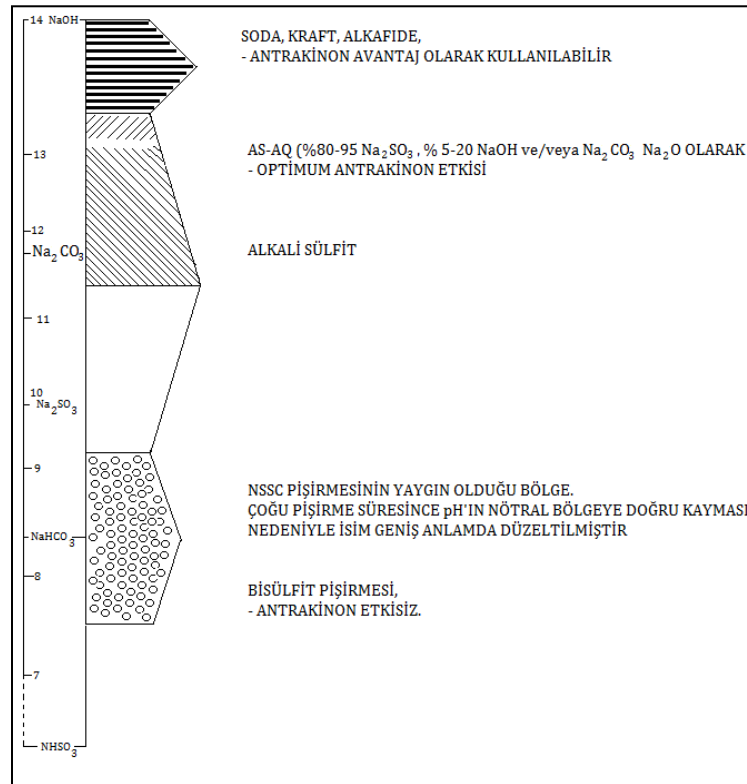 14 NaOH
SODA, KRAFT, ALKAFIDE,
- ANTRAKİNON AVANTAJ OLARAK KULLANILABİLİR
13
AS-AQ (%80-95 Na₂SO₃ , % 5-20 NaOH ve/veya Na₂CO₃ Na₂O OLARAK
- OPTIMUM ANTRAKİNON ETKİSİ
12
Na₂CO₃
ALKALİ SÜLFİT
11
10
Na₂SO₃
9
NSSC PİŞİRMESİNİN YAYGIN OLDUĞU BÖLGE.
ÇOĞU PİŞİRME SÜRESİNCE pH'IN NÖTRAL BÖLGEYE DOĞRU KAYMASI
NEDENİYLE İSİM GENİŞ ANLAMDA DÜZELTİLMİŞTİR
NaHCO₃
8
BİSÜLFİT PİŞİRMESİ,
- ANTRAKİNON ETKİSİZ.
7
NHSO₃